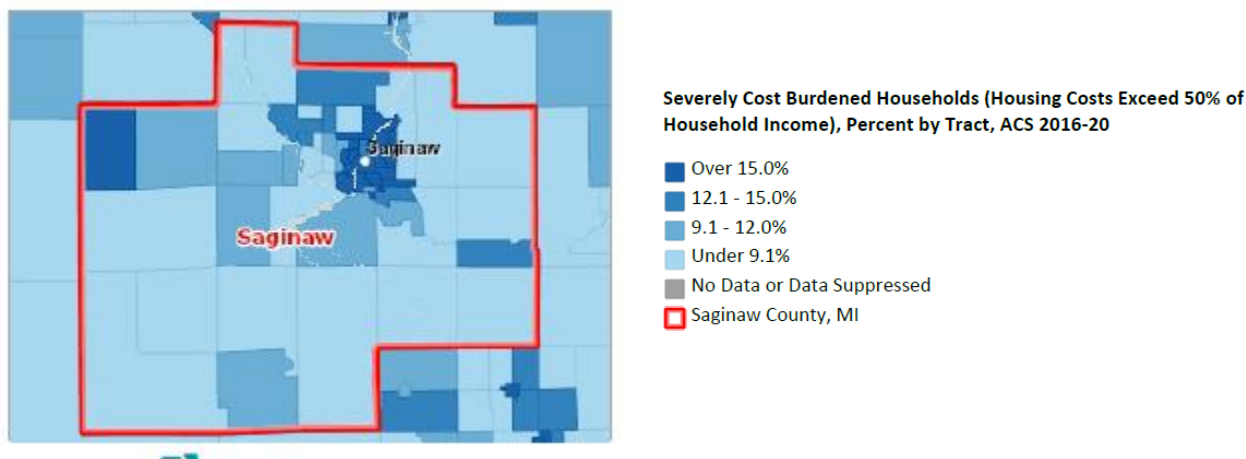 Saginaw
Saginaw
Severely Cost Burdened Households (Housing Costs Exceed 50% of
Household Income), Percent by Tract, ACS 2016-20
Over 15.0%
12.1 - 15.0%
9.1 - 12.0%
Under 9.1%
No Data or Data Suppressed
Saginaw County, MI